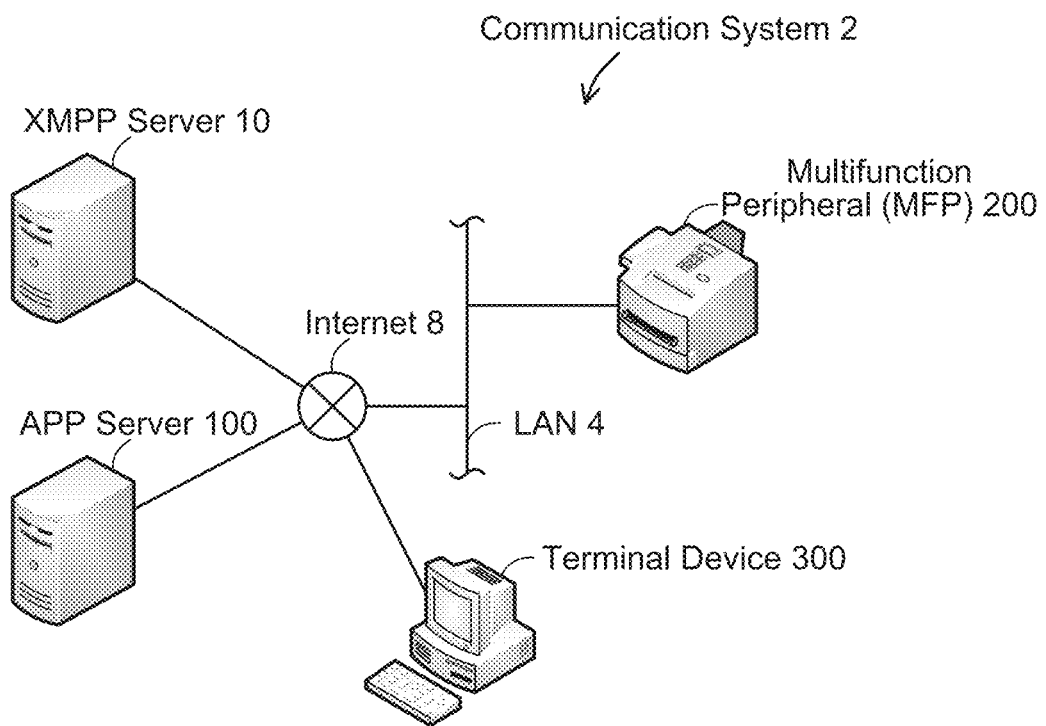 Communication System 2
XMPP Server 10
Multifunction
Peripheral (MFP) 200
Internet 8
APP Server 100
LAN 4
Terminal Device 300